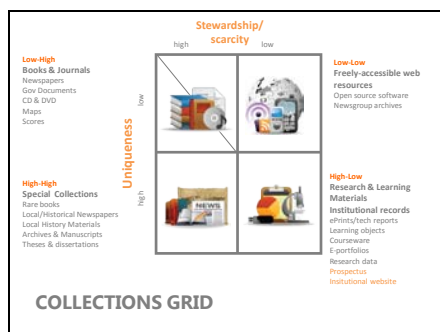 Stewardship/
scarcity
high low
Low-High
Books & Journals
Newspapers
Gov Documents
CD & DVD
Maps
Scores
Low-Low
Freely-accessible web
resources
Open source software
Newsgroup archives
Uniqueness
low
high
NEWS
High-High
Special Collections
Rare books
Local/Historical Newspapers
Local History Materials
Archives & Manuscripts
Theses & dissertations
High-Low
Research & Learning
Materials
Institutional records
ePrints/tech reports
Learning objects
Courseware
E-portfolios
Research data
Prospectus
Insitutional website
COLLECTIONS GRID